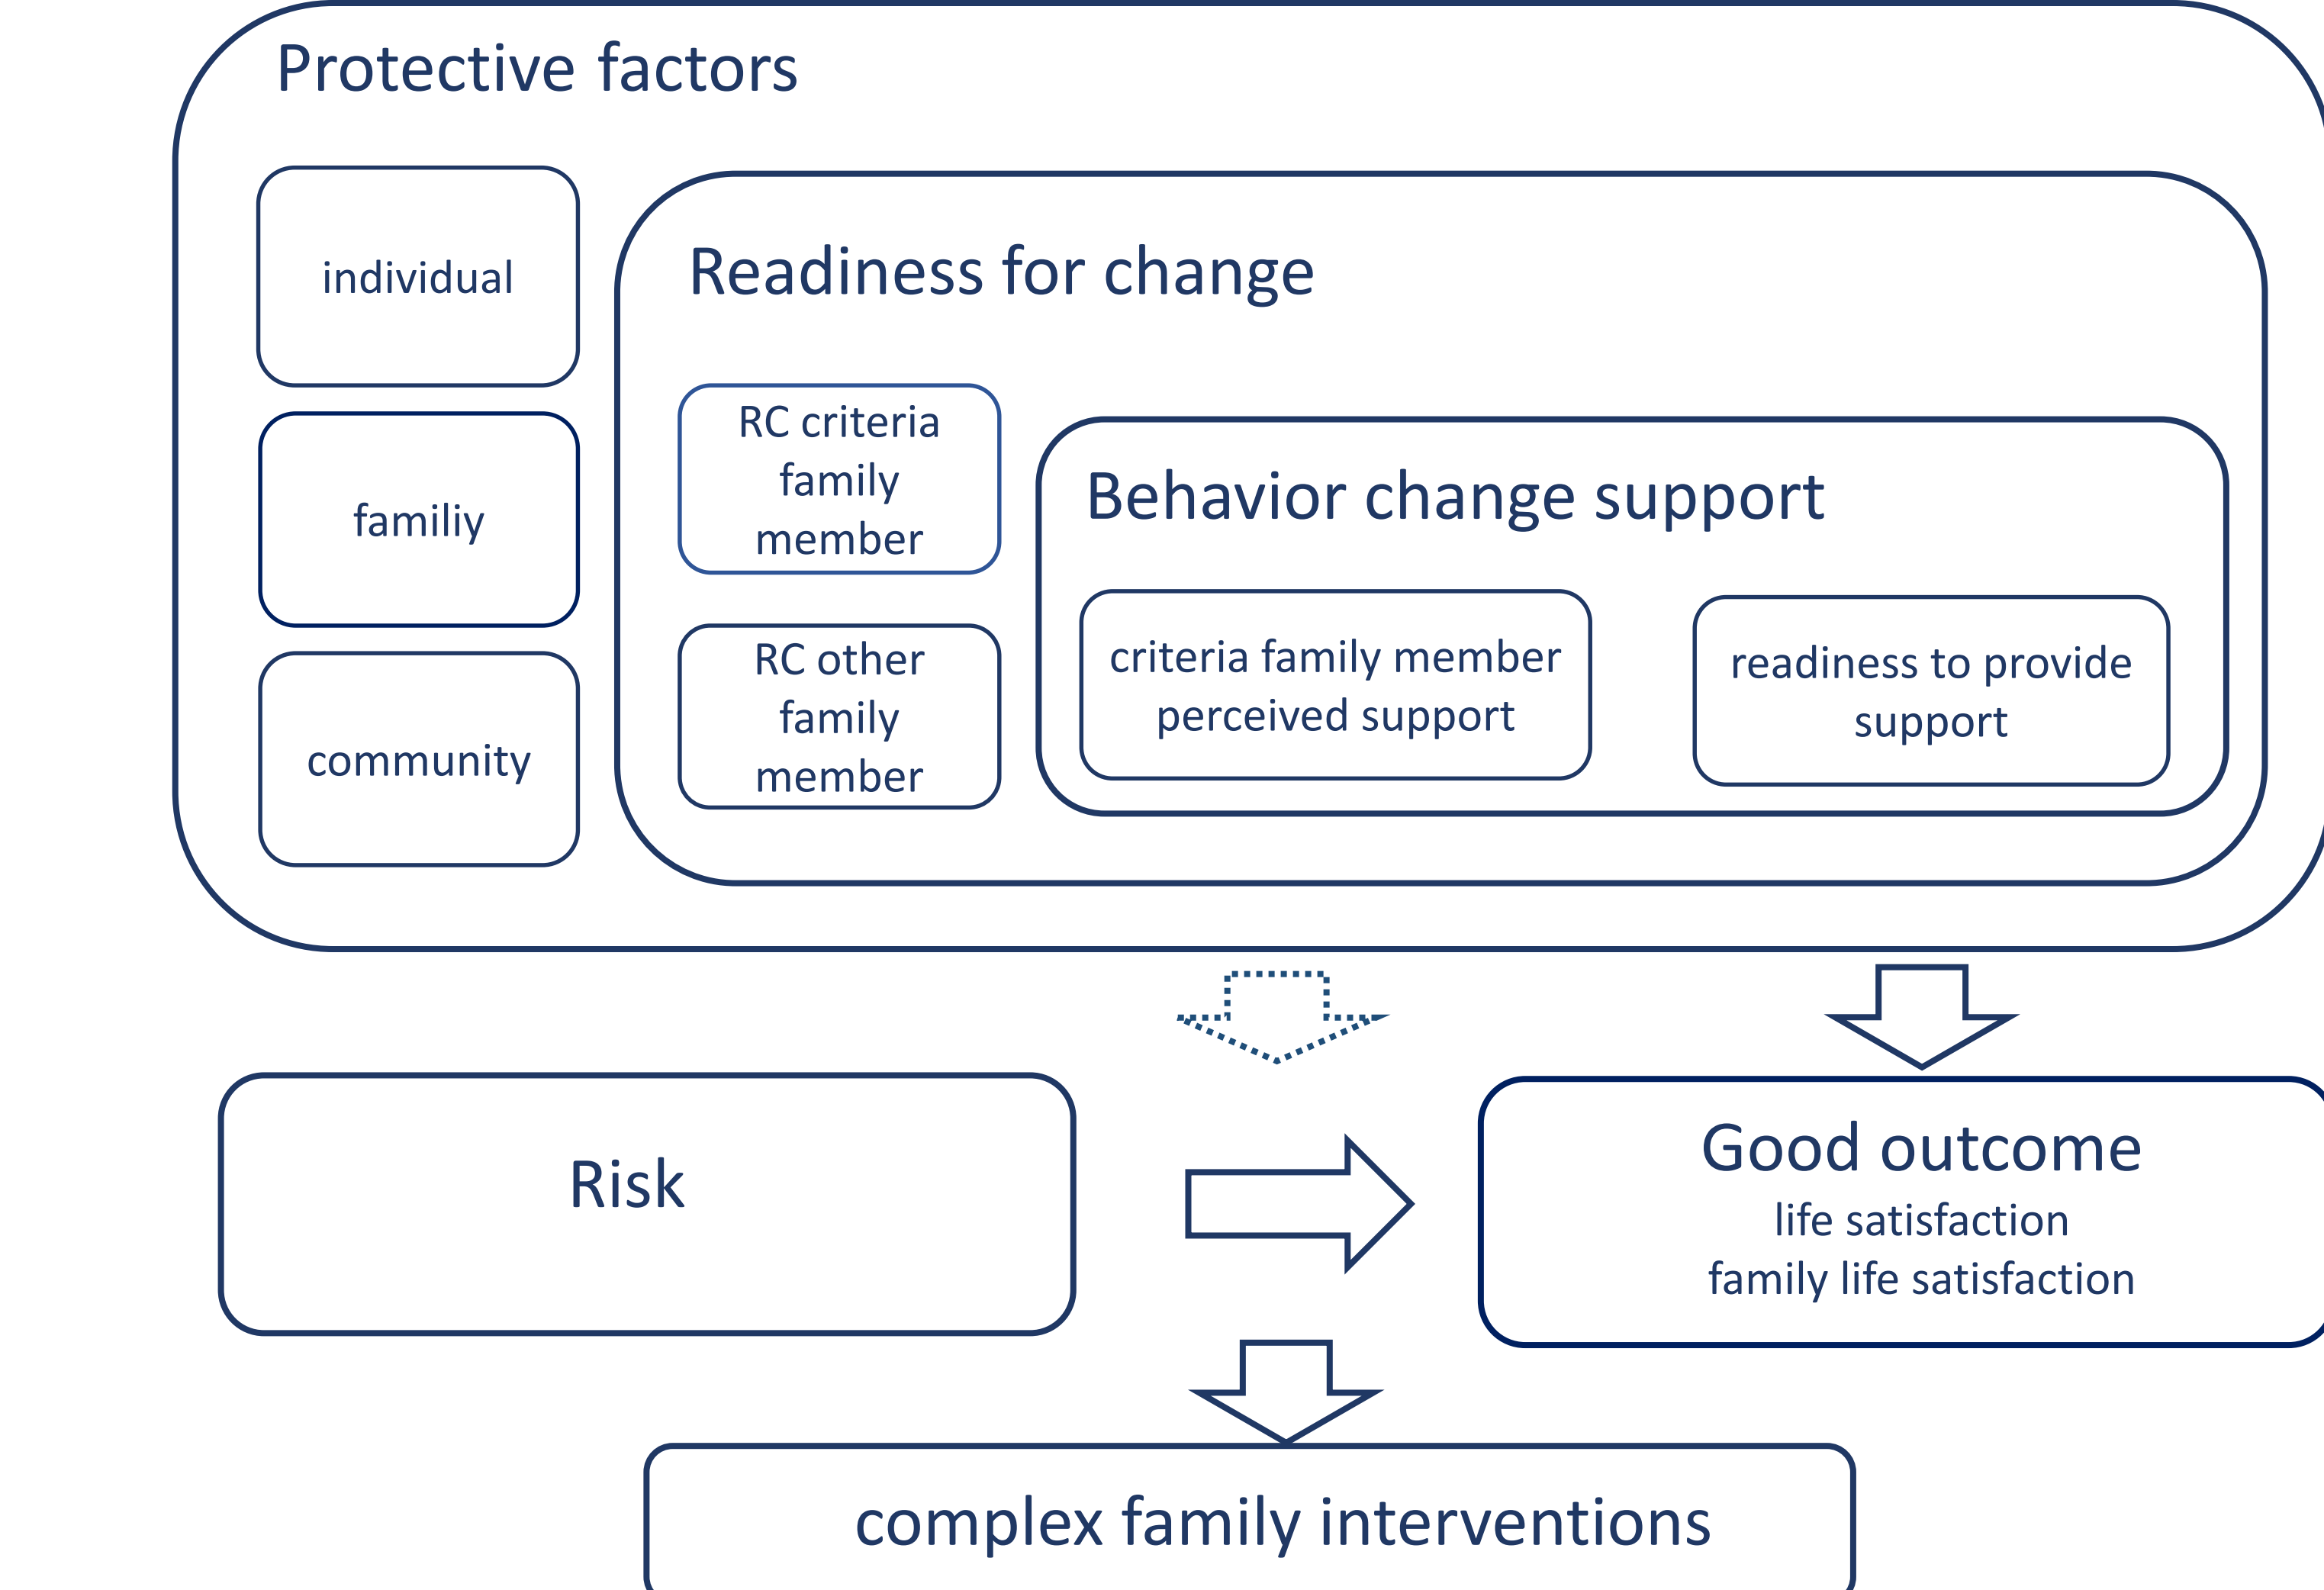 Protective factors
individual
familiy
community
Readiness for change
RC criteria
family
member
RC other
family
member
Behavior change support
criteria family member
perceived support
readiness to provide
support
Risk
Good outcome
life satisfaction
family life satisfaction
complex family interventions